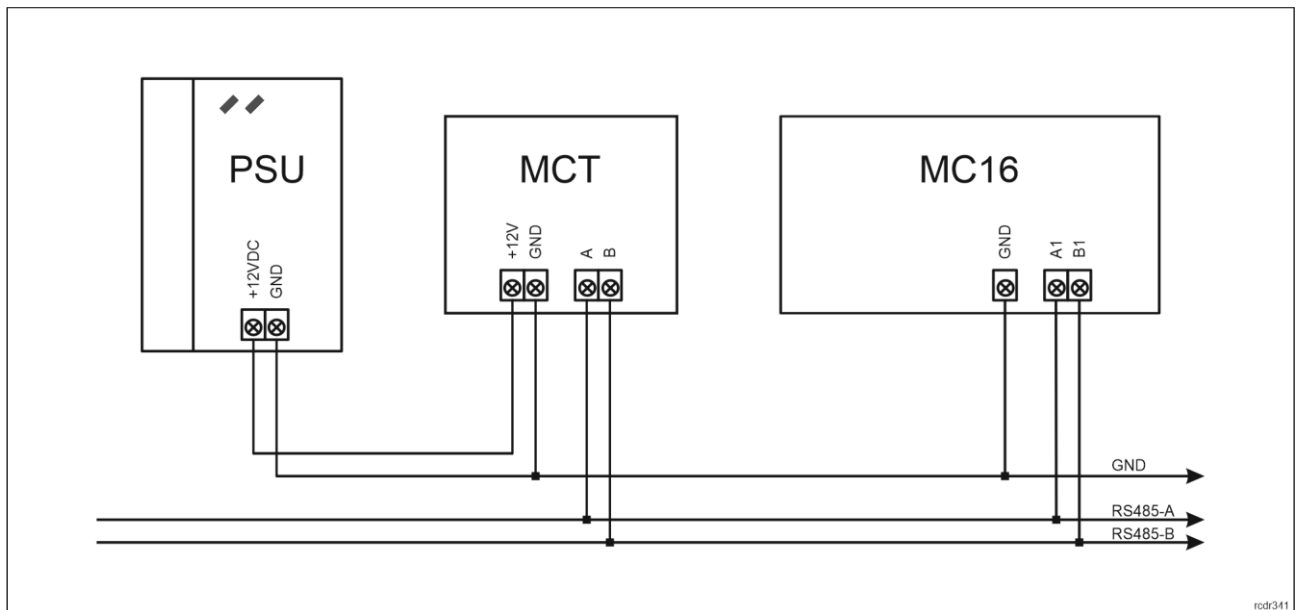 PSU
+12VDC
GND
MCT
+12V
GND
A
B
MC16
GND
A1
B1
GND
RS485-A
RS485-B
rcdr341